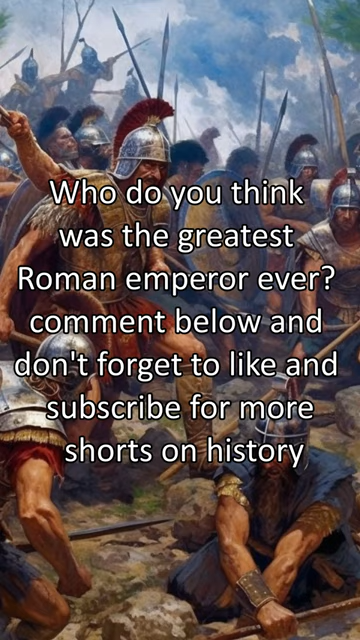 Who do you think
was the greatest
Roman emperor ever?
comment below and
don't forget to like and
subscribe for more
shorts on history